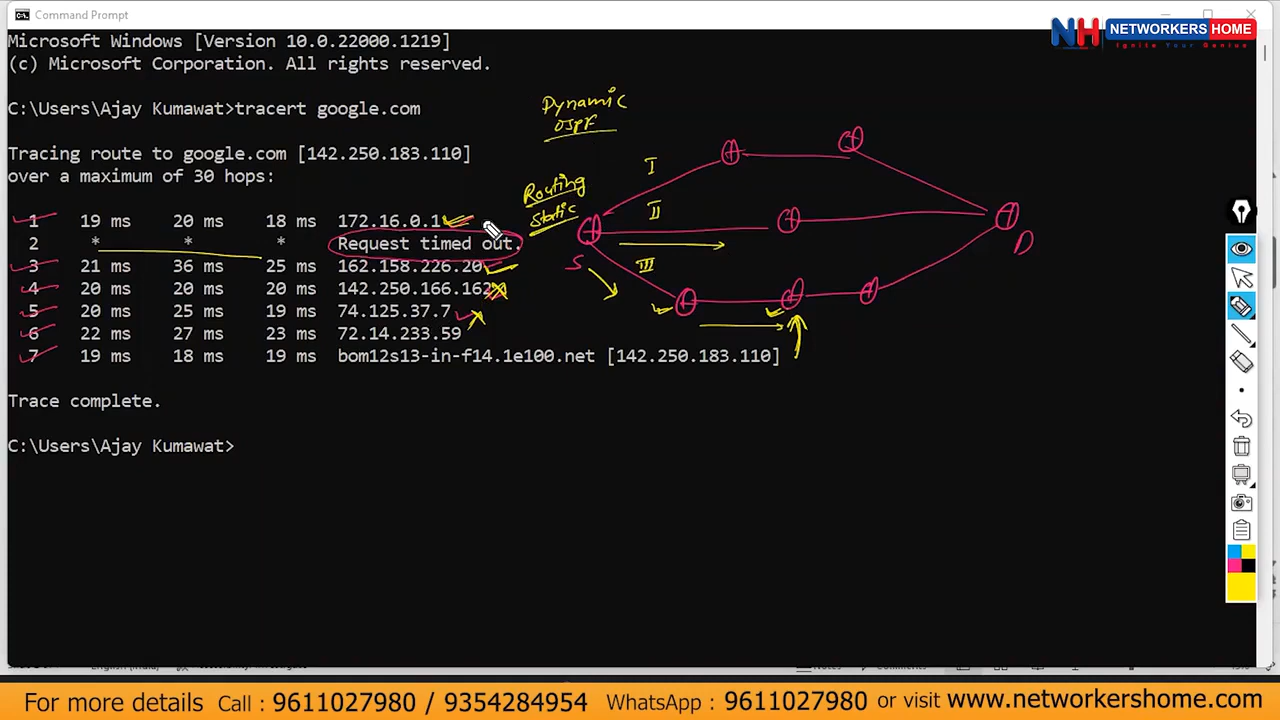 Command Prompt
NH NETWORKERS HOME
Ignite Your Genius
Microsoft Windows [Version 10.0.22000.1219]
(c) Microsoft Corporation. All rights reserved.
C:\Users\Ajay Kumawat>tracert google.com
Tracing route to google.com [142.250.183.110]
over a maximum of 30 hops:
1 19 ms 20 ms 18 ms 172.16.0.1
2 * * * Request timed out.
3 21 ms 36 ms 25 ms 162.158.226.20
4 20 ms 20 ms 20 ms 142.250.166.162
5 20 ms 25 ms 19 ms 74.125.37.7
6 22 ms 27 ms 23 ms 72.14.233.59
7 19 ms 18 ms 19 ms bom12s13-in-f14.1e100.net [142.250.183.110]
Trace complete.
C:\Users\Ajay Kumawat>
Dynamic
OSPF
Routing
Static
I
II
III
S
D
For more details Call : 9611027980 / 9354284954 WhatsApp : 9611027980 or visit www.networkershome.com